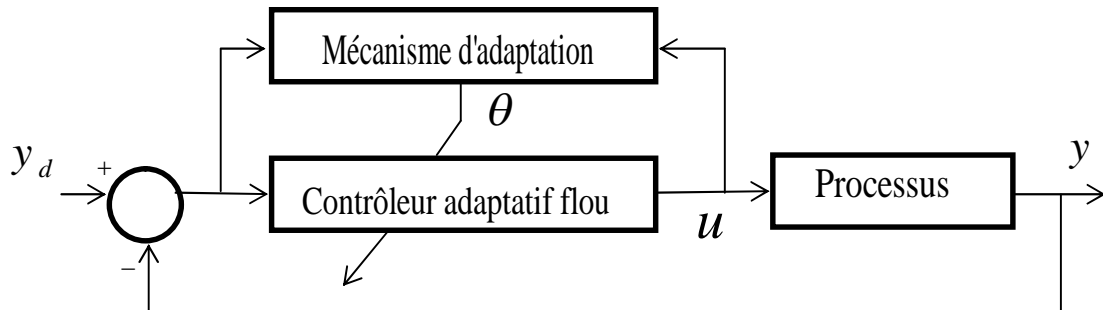 Mécanisme d'adaptation
θ
y_d
+
Contrôleur adaptatif flou
u
Processus
y
−